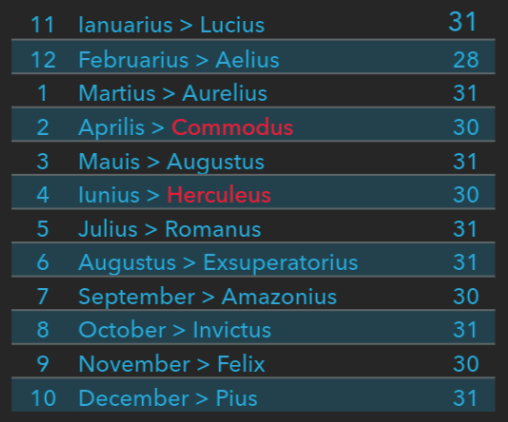 11 Ianuarius > Lucius 31
12 Februarius > Aelius 28
1 Martius > Aurelius 31
2 Aprilis > Commodus 30
3 Mauis > Augustus 31
4 Iunius > Herculeus 30
5 Julius > Romanus 31
6 Augustus > Exsuperatorius 31
7 September > Amazonius 30
8 October > Invictus 31
9 November > Felix 30
10 December > Pius 31